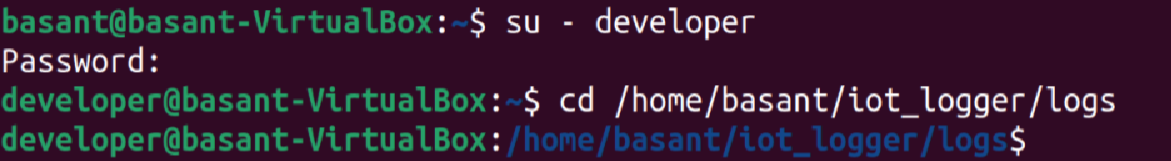 basant@basant-VirtualBox:~$ su - developer
Password:
developer@basant-VirtualBox:~$ cd /home/basant/iot_logger/logs
developer@basant-VirtualBox:/home/basant/iot_logger/logs$